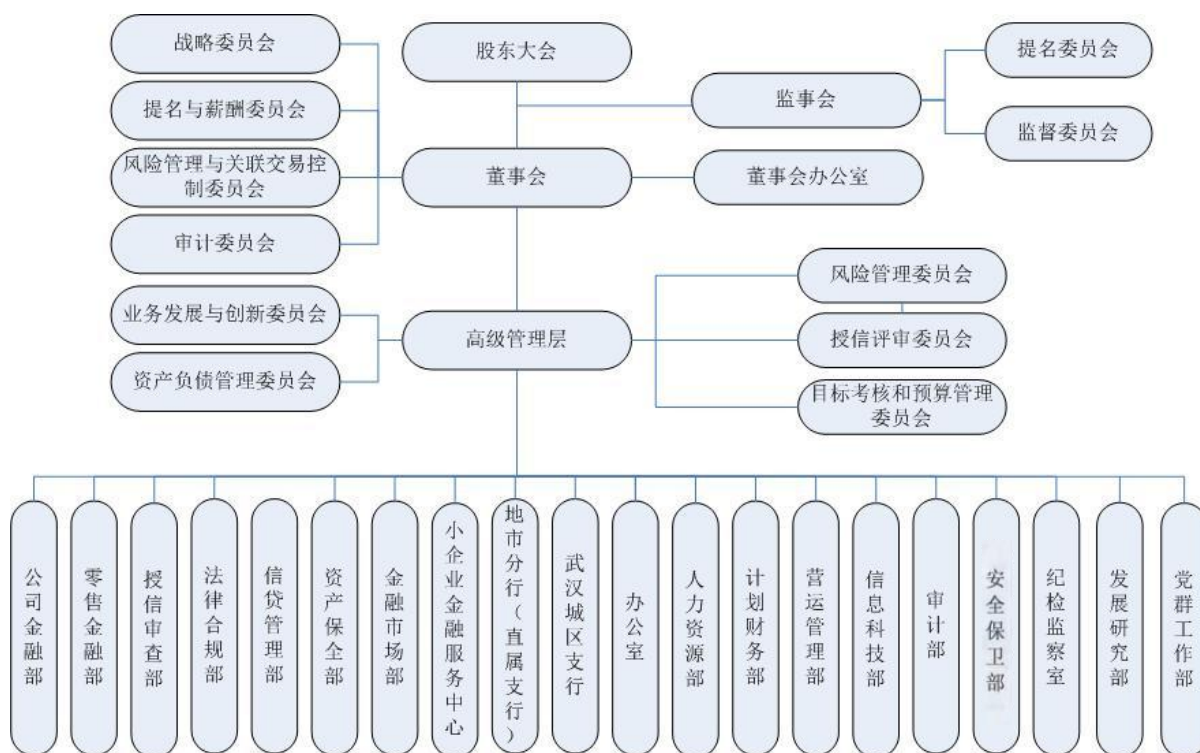 战略委员会
股东大会
提名委员会
提名与薪酬委员会
监事会
监督委员会
风险管理与关联交易控
制委员会
董事会
董事会办公室
审计委员会
风险管理委员会
业务发展与创新委员会
高级管理层
授信评审委员会
资产负债管理委员会
目标考核和预算管理
委员会
公司金融部
零售金融部
授信审查部
法律合规部
信贷管理部
资产保全部
金融市场部
小企业金融服务中心
地市分行（直属支行）
武汉城区支行
办公室
人力资源部
计划财务部
营运管理部
信息科技部
审计部
安全保卫部
纪检监察室
发展研究部
党群工作部